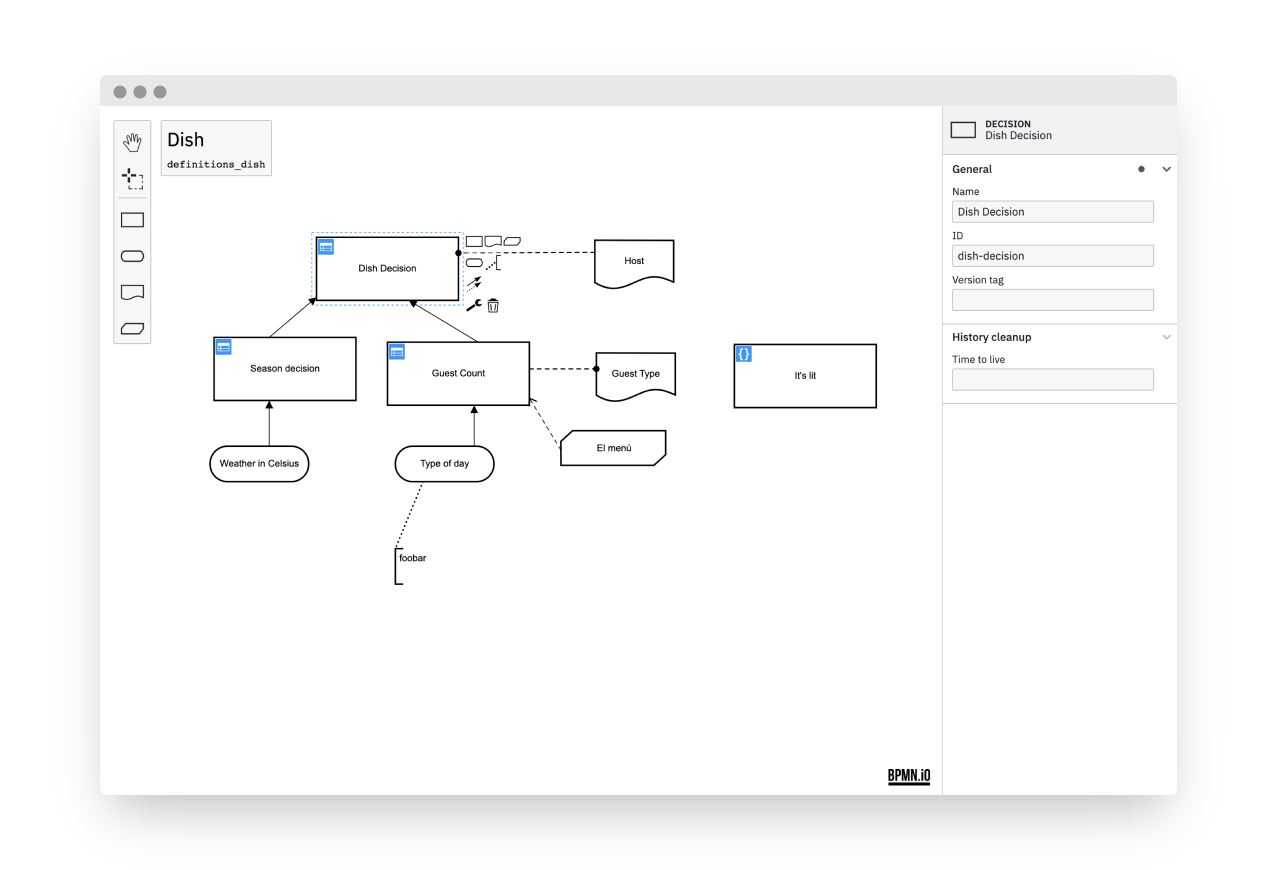 Dish
definitions_dish
Dish Decision
Host
Season decision
Guest Count
Guest Type
{}
It's lit
El menú
Weather in Celsius
Type of day
foobar
BPMN.iO
DECISION
Dish Decision
General
Name
Dish Decision
ID
dish-decision
Version tag
History cleanup
Time to live